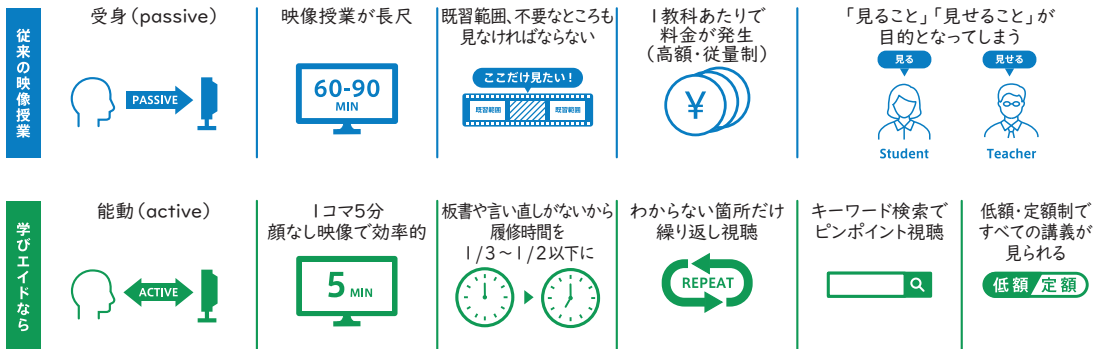 従来の映像授業
受身(passive)
PASSIVE
映像授業が長尺
60-90
MIN
既習範囲、不要なところも
見なければならない
ここだけ見たい！
既習範囲
既習範囲
1教科あたりで
料金が発生
(高額・従量制)
¥
「見ること」「見せること」が
目的となってしまう
見る
Student
見せる
Teacher
学びエイドなら
能動(active)
ACTIVE
1コマ5分
顔なし映像で効率的
5 MIN
板書や言い直しがないから
履修時間を
1/3～1/2以下に
わからない箇所だけ
繰り返し視聴
REPEAT
キーワード検索で
ピンポイント視聴
低額・定額制で
すべての講義が
見られる
低額 定額